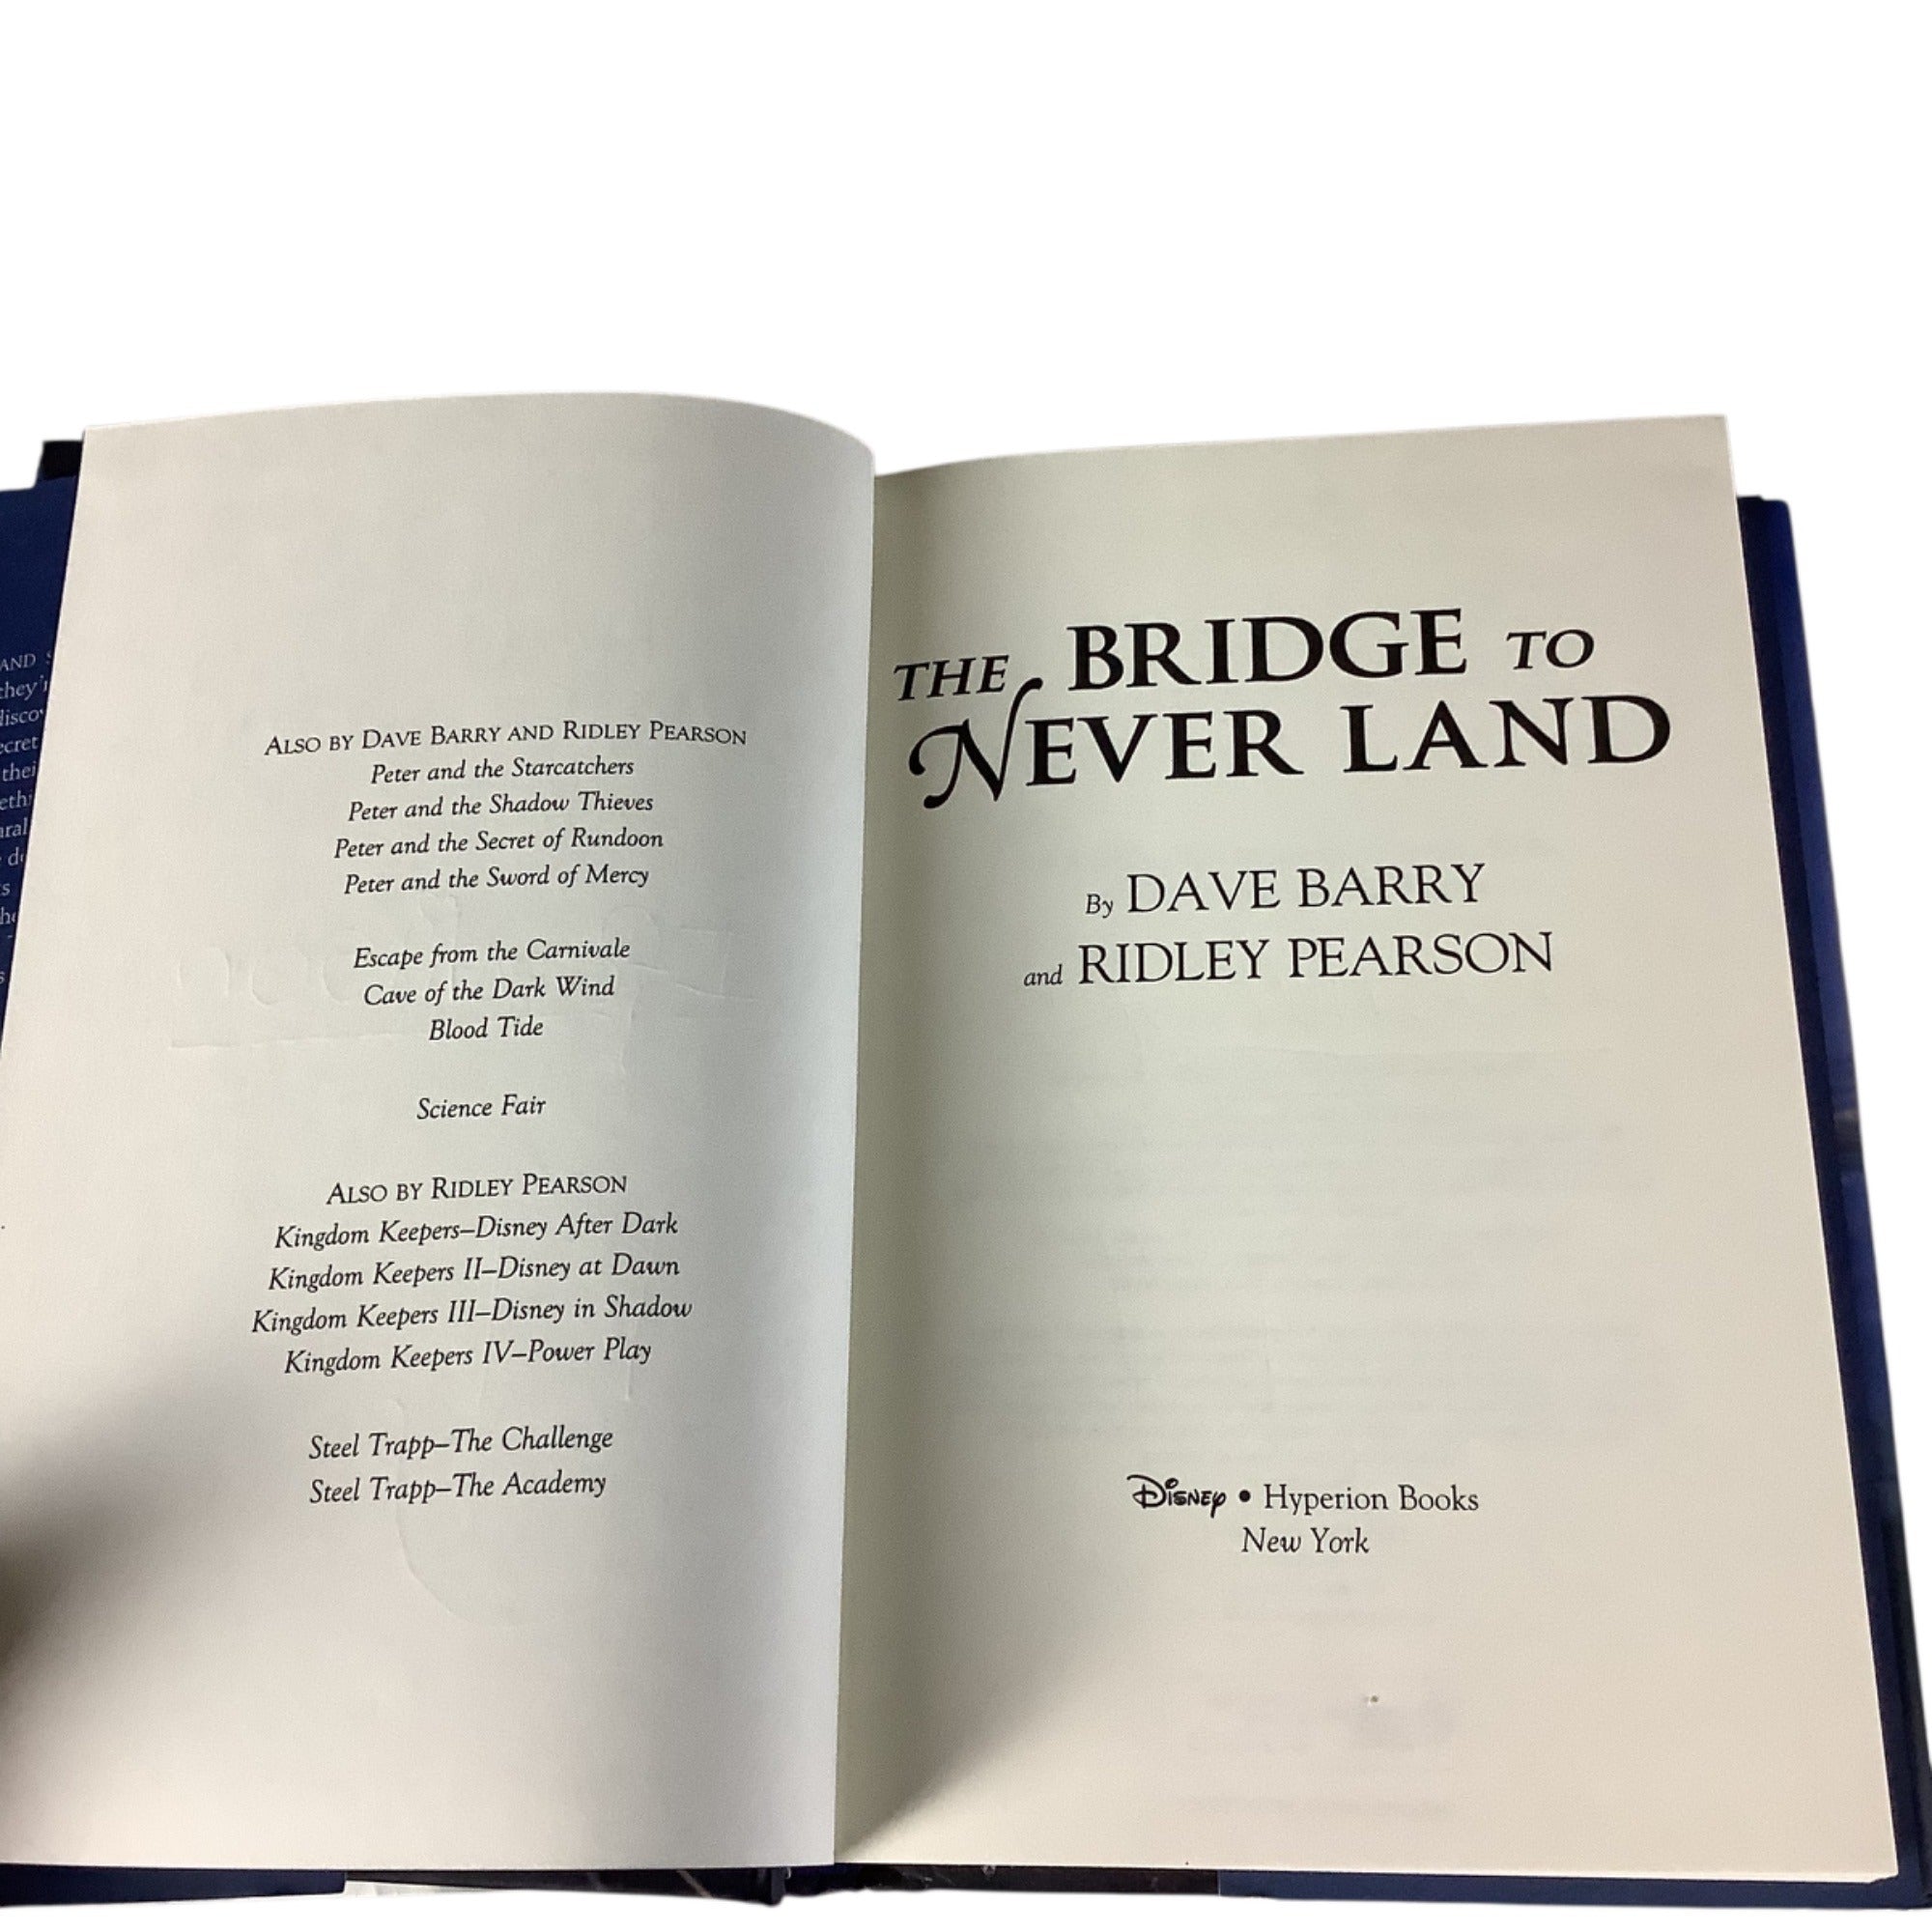 AND
ALSO BY DAVE BARRY AND RIDLEY PEARSON
Peter and the Starcatchers
Peter and the Shadow Thieves
Peter and the Secret of Rundoon
Peter and the Sword of Mercy
Escape from the Carnivale
Cave of the Dark Wind
Blood Tide
Science Fair
ALSO BY RIDLEY PEARSON
Kingdom Keepers–Disney After Dark
Kingdom Keepers II–Disney at Dawn
Kingdom Keepers III–Disney in Shadow
Kingdom Keepers IV–Power Play
Steel Trapp–The Challenge
Steel Trapp–The Academy
THE BRIDGE TO
NEVER LAND
By DAVE BARRY
and RIDLEY PEARSON
Disney • Hyperion Books
New York